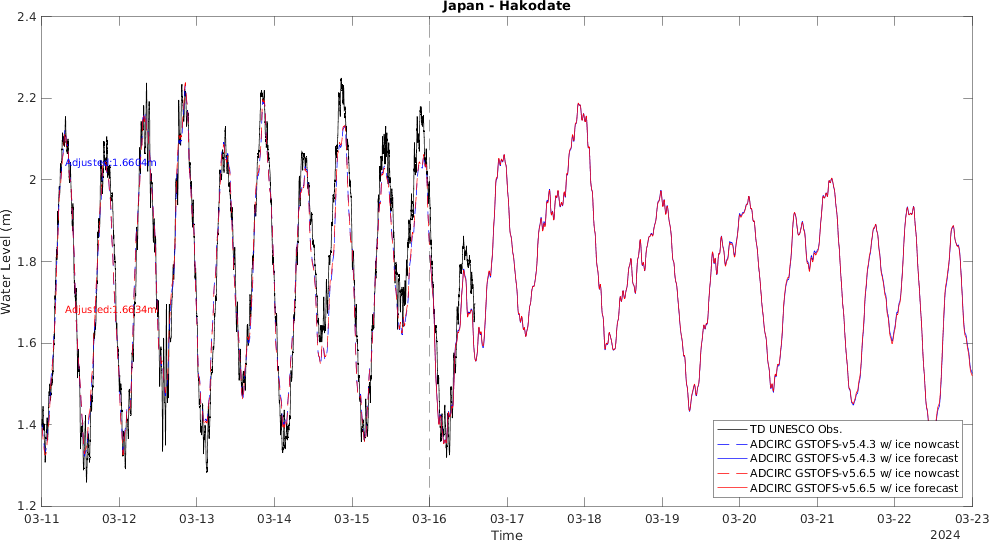 Japan - Hakodate
2.4
2.2
2
1.8
1.6
1.4
1.2
Water Level (m)
Adjusted:1.6604m
Adjusted:1.6634m
TD UNESCO Obs.
ADCIRC GSTOFS-v5.4.3 w/ ice nowcast
ADCIRC GSTOFS-v5.4.3 w/ ice forecast
ADCIRC GSTOFS-v5.6.5 w/ ice nowcast
ADCIRC GSTOFS-v5.6.5 w/ ice forecast
03-11 03-12 03-13 03-14 03-15 03-16 03-17 03-18 03-19 03-20 03-21 03-22 03-23
Time
2024